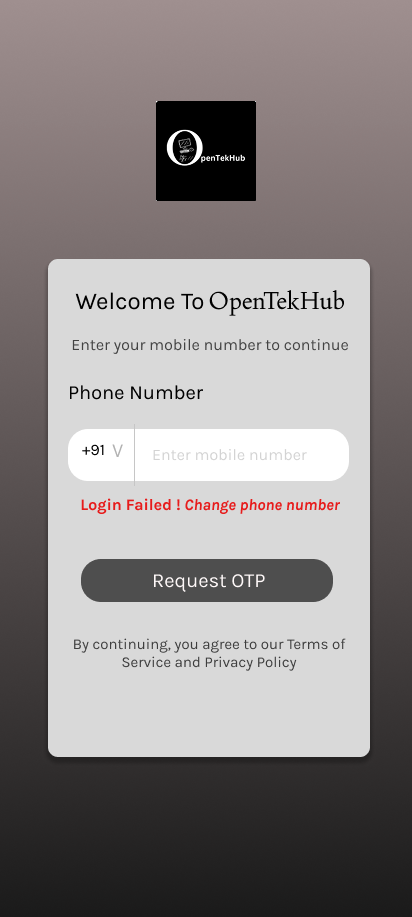 OpenTekHub
Welcome To OpenTekHub
Enter your mobile number to continue
Phone Number
+91 V Enter mobile number
Login Failed ! Change phone number
Request OTP
By continuing, you agree to our Terms of
Service and Privacy Policy